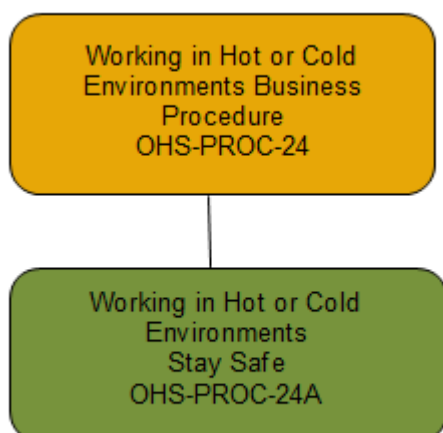 Working in Hot or Cold
Environments Business
Procedure
OHS-PROC-24
Working in Hot or Cold
Environments
Stay Safe
OHS-PROC-24A